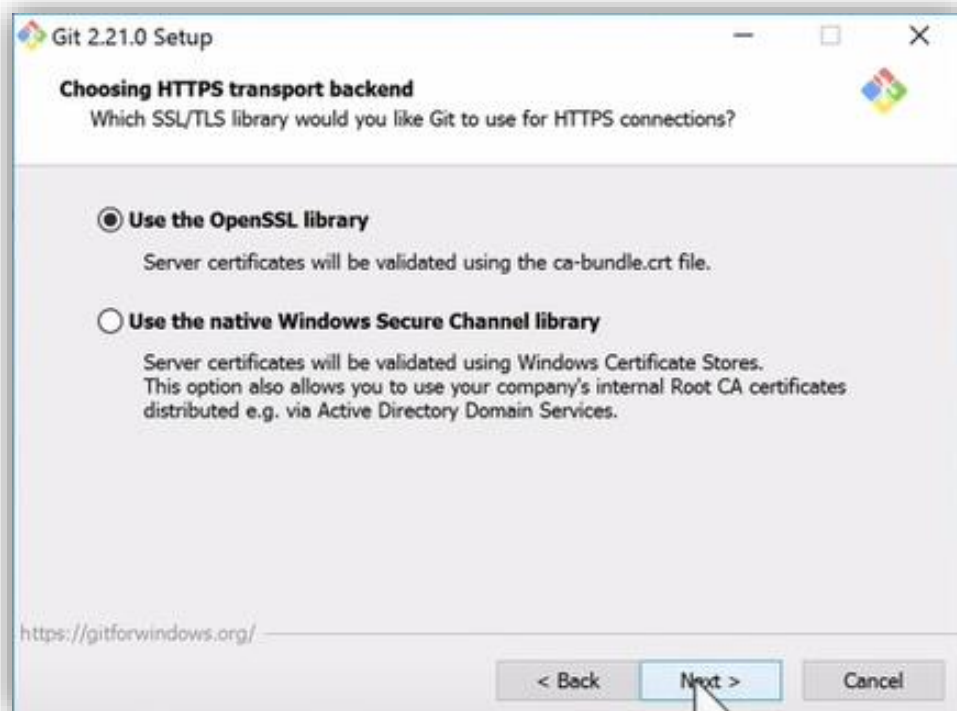 Git 2.21.0 Setup
Choosing HTTPS transport backend
Which SSL/TLS library would you like Git to use for HTTPS connections?
Use the OpenSSL library
Server certificates will be validated using the ca-bundle.crt file.
Use the native Windows Secure Channel library
Server certificates will be validated using Windows Certificate Stores.
This option also allows you to use your company's internal Root CA certificates
distributed e.g. via Active Directory Domain Services.
https://gitforwindows.org/
< Back Next > Cancel